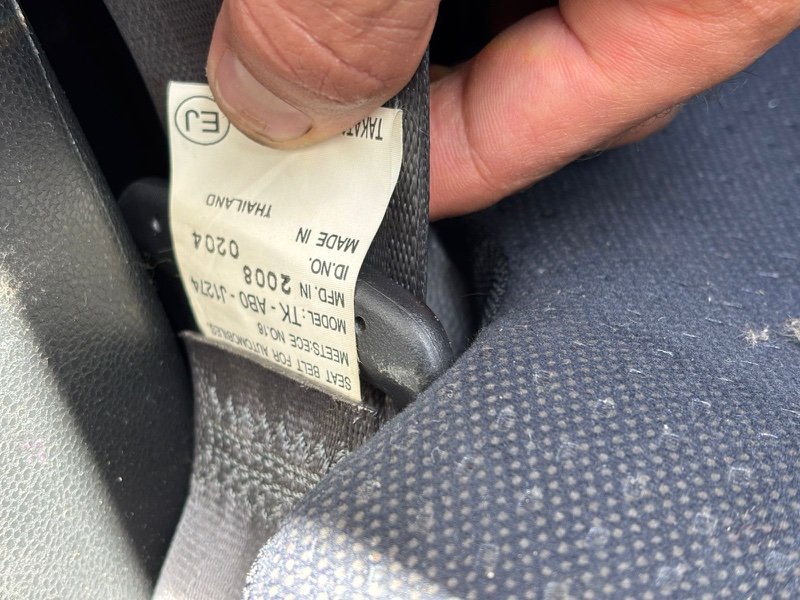 SEAT BELT FOR AUTOMOBILES
MEETS:ECE NO.16
MODEL: TK - AB0 - J1274
MFD. IN 2008
ID.NO. 0204
MADE IN
THAILAND
EJ